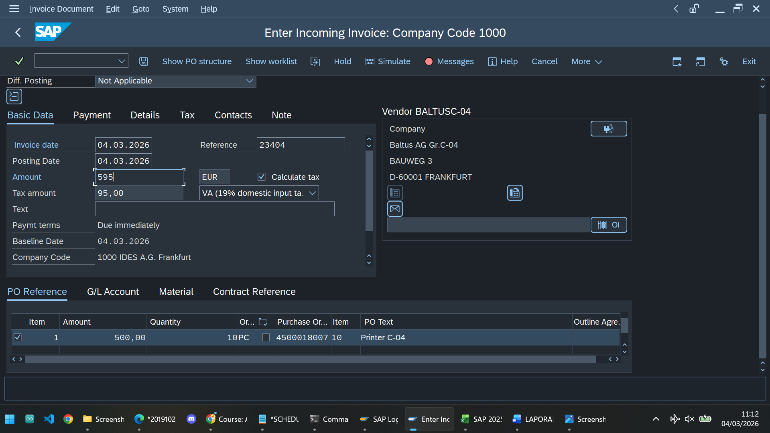 Invoice Document Edit Goto System Help
SAP Enter Incoming Invoice: Company Code 1000
Show PO structure Show worklist Hold Simulate Messages Help Cancel More Exit
Diff. Posting Not Applicable
Basic Data Payment Details Tax Contacts Note
Invoice date 04.03.2026 Reference 23404
Posting Date 04.03.2026
Amount 595 EUR Calculate tax
Tax amount 95,00 VA (19% domestic input ta.
Text
Paymt terms Due immediately
Baseline Date 04.03.2026
Company Code 1000 IDES A.G. Frankfurt
Vendor BALTUSC-04
Company
Baltus AG Gr.C-04
BAUWEG 3
D-60001 FRANKFURT
OI
PO Reference G/L Account Material Contract Reference
Item Amount Quantity Or... Purchase Or... Item PO Text Outline Agre.
1 500,00 10 PC 4500018007 10 Printer C-04
Screensh *2019102 Course: A *SCHEDU Comma SAP Log Enter Inc SAP 202 LAPORA Screensh
11:12
04/03/2026